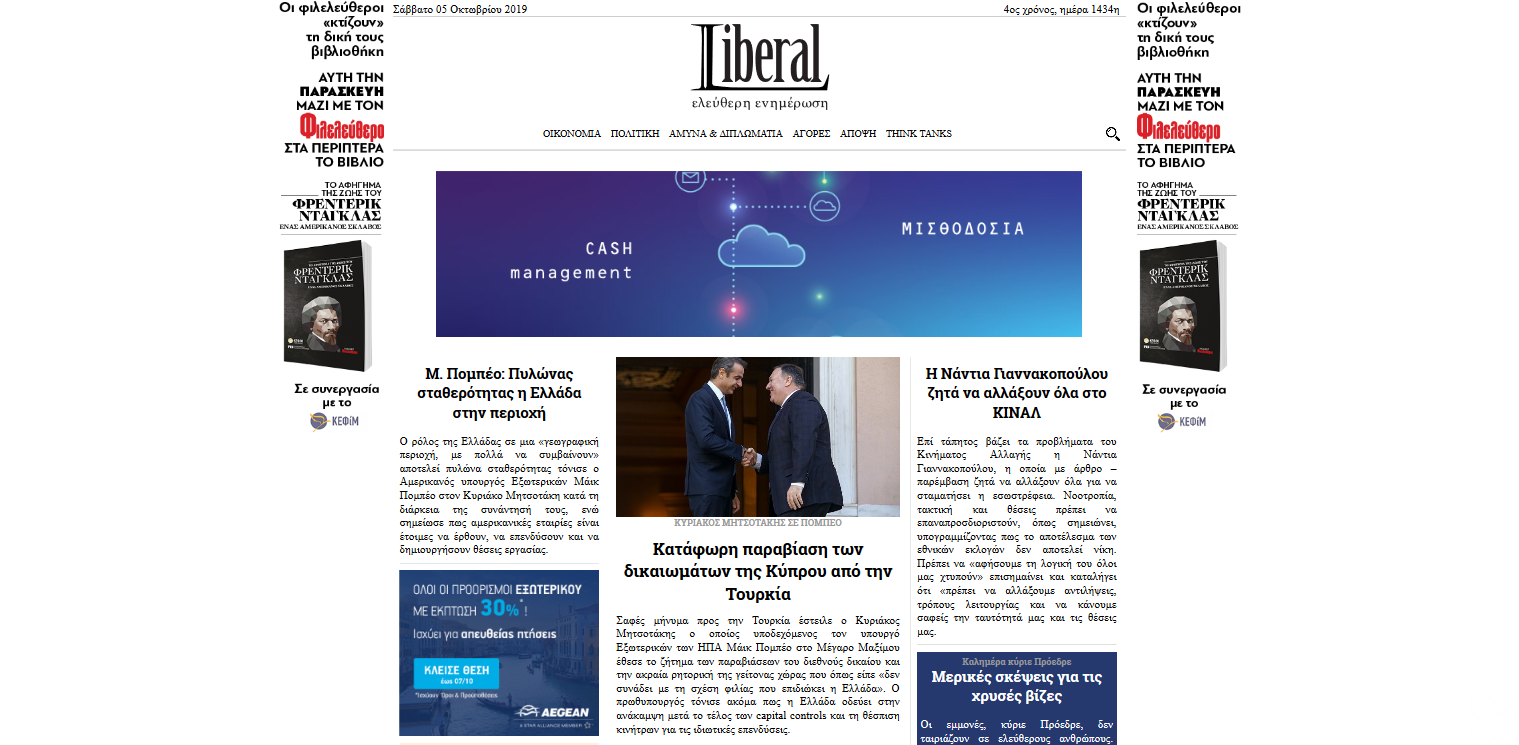 Οι φιλελεύθεροι
«κτίζουν»
τη δική τους
βιβλιοθήκη
ΑΥΤΗ ΤΗΝ
ΠΑΡΑΣΚΕΥΗ
ΜΑΖΙ ΜΕ ΤΟΝ
Φιλελεύθερο
ΣΤΑ ΠΕΡΙΠΤΕΡΑ
ΤΟ ΒΙΒΛΙΟ
ΤΟ ΑΦΗΓΗΜΑ
ΤΗΣ ΖΩΗΣ ΤΟΥ
ΦΡΕΝΤΕΡΙΚ
ΝΤΑΓΚΛΑΣ
ΕΝΑΣ ΑΜΕΡΙΚΑΝΟΣ ΣΚΛΑΒΟΣ
ΦΡΕΝΤΕΡΙΚ
ΝΤΑΓΚΛΑΣ
Σε συνεργασία
με το
ΚΕΦίΜ
Σάββατο 05 Οκτωβρίου 2019
4ος χρόνος, ημέρα 1434η
Liberal
ελεύθερη ενημέρωση
ΟΙΚΟΝΟΜΙΑ ΠΟΛΙΤΙΚΗ ΑΜΥΝΑ & ΔΙΠΛΩΜΑΤΙΑ ΑΓΟΡΕΣ ΑΠΟΨΗ THINK TANKS
CASH
management
ΜΙΣΘΟΔΟΣΙΑ
Μ. Πομπέο: Πυλώνας
σταθερότητας η Ελλάδα
στην περιοχή
Ο ρόλος της Ελλάδας σε μια «γεωγραφική
περιοχή, με πολλά να συμβαίνουν»
αποτελεί πυλώνα σταθερότητας τόνισε ο
Αμερικανός υπουργός Εξωτερικών Μάικ
Πομπέο στον Κυριάκο Μητσοτάκη κατά τη
διάρκεια της συνάντησή τους, ενώ
σημείωσε πως αμερικανικές εταιρίες είναι
έτοιμες να έρθουν, να επενδύσουν και να
δημιουργήσουν θέσεις εργασίας.
ΟΛΟΙ ΟΙ ΠΡΟΟΡΙΣΜΟΙ ΕΞΩΤΕΡΙΚΟΥ
ΜΕ ΕΚΠΤΩΣΗ 30%* !
Ισχύει για απευθείας πτήσεις
ΚΛΕΙΣΕ ΘΕΣΗ
έως 07/10
*Ισχύουν Όροι & Προϋποθέσεις
AEGEAN
A STAR ALLIANCE MEMBER
ΚΥΡΙΑΚΟΣ ΜΗΤΣΟΤΑΚΗΣ ΣΕ ΠΟΜΠΕΟ
Κατάφωρη παραβίαση των
δικαιωμάτων της Κύπρου από την
Τουρκία
Σαφές μήνυμα προς την Τουρκία έστειλε ο Κυριάκος
Μητσοτάκης ο οποίος υποδεχόμενος τον υπουργό
Εξωτερικών των ΗΠΑ Μάικ Πομπέο στο Μέγαρο Μαξίμου
έθεσε το ζήτημα των παραβιάσεων του διεθνούς δικαίου και
την ακραία ρητορική της γείτονας χάρας που όπως είπε «δεν
συνάδει με τη σχέση φιλίας που επιδιώκει η Ελλάδα». Ο
πρωθυπουργός τόνισε ακόμα πως η Ελλάδα οδεύει στην
ανάκαμψη μετά το τέλος των capital controls και τη θέσπιση
κινήτρων για τις ιδιωτικές επενδύσεις.
Η Νάντια Γιαννακοπούλου
ζητά να αλλάξουν όλα στο
ΚΙΝΑΛ
Επί τάπητος βάζει τα προβλήματα του
Κινήματος Αλλαγής η Νάντια
Γιαννακοπούλου, η οποία με άρθρο –
παρέμβαση ζητά να αλλάξουν όλα για να
σταματήσει η εσωστρέφεια. Νοοτροπία,
τακτική και θέσεις πρέπει να
επαναπροσδιοριστούν, όπως σημειώνει,
υπογραμμίζοντας πως το αποτέλεσμα των
εθνικών εκλογών δεν αποτελεί νίκη.
Πρέπει να «αφήσουμε τη λογική του όλοι
μας χτυπούν» επισημαίνει και καταλήγει
ότι «πρέπει να αλλάξουμε αντιλήψεις,
τρόπους λειτουργίας και να κάνουμε
σαφείς την ταυτότητά μας και τις θέσεις
μας.
Καλημέρα κύριε Πρόεδρε
Μερικές σκέψεις για τις
χρυσές βίζες
Οι εμμονές, κύριε Πρόεδρε, δεν
ταιριάζουν σε ελεύθερους ανθρώπους.
Οι φιλελεύθεροι
«κτίζουν»
τη δική τους
βιβλιοθήκη
ΑΥΤΗ ΤΗΝ
ΠΑΡΑΣΚΕΥΗ
ΜΑΖΙ ΜΕ ΤΟΝ
Φιλελεύθερο
ΣΤΑ ΠΕΡΙΠΤΕΡΑ
ΤΟ ΒΙΒΛΙΟ
ΤΟ ΑΦΗΓΗΜΑ
ΤΗΣ ΖΩΗΣ ΤΟΥ
ΦΡΕΝΤΕΡΙΚ
ΝΤΑΓΚΛΑΣ
ΕΝΑΣ ΑΜΕΡΙΚΑΝΟΣ ΣΚΛΑΒΟΣ
ΦΡΕΝΤΕΡΙΚ
ΝΤΑΓΚΛΑΣ
Σε συνεργασία
με το
ΚΕΦίΜ